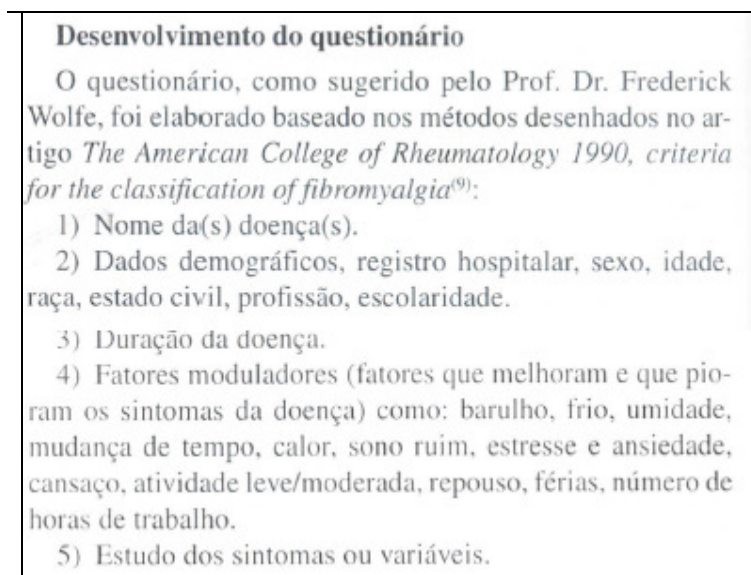 Desenvolvimento do questionário
O questionário, como sugerido pelo Prof. Dr. Frederick
Wolfe, foi elaborado baseado nos métodos desenhados no ar-
tigo The American College of Rheumatology 1990, criteria
for the classification of fibromyalgia(9):
1) Nome da(s) doença(s).
2) Dados demográficos, registro hospitalar, sexo, idade,
raça, estado civil, profissão, escolaridade.
3) Duração da doença.
4) Fatores moduladores (fatores que melhoram e que pio-
ram os sintomas da doença) como: barulho, frio, umidade,
mudança de tempo, calor, sono ruim, estresse e ansiedade,
cansaço, atividade leve/moderada, repouso, férias, número de
horas de trabalho.
5) Estudo dos sintomas ou variáveis.